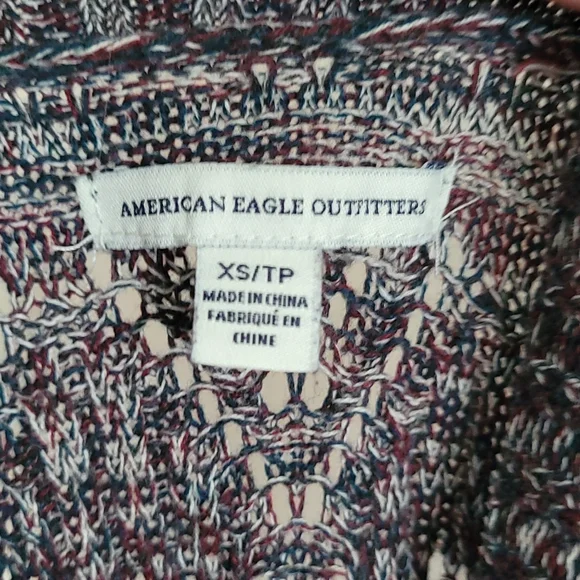 AMERICAN EAGLE OUTFITTERS
XS/TP
MADE IN CHINA
FABRIQUÉ EN
CHINE